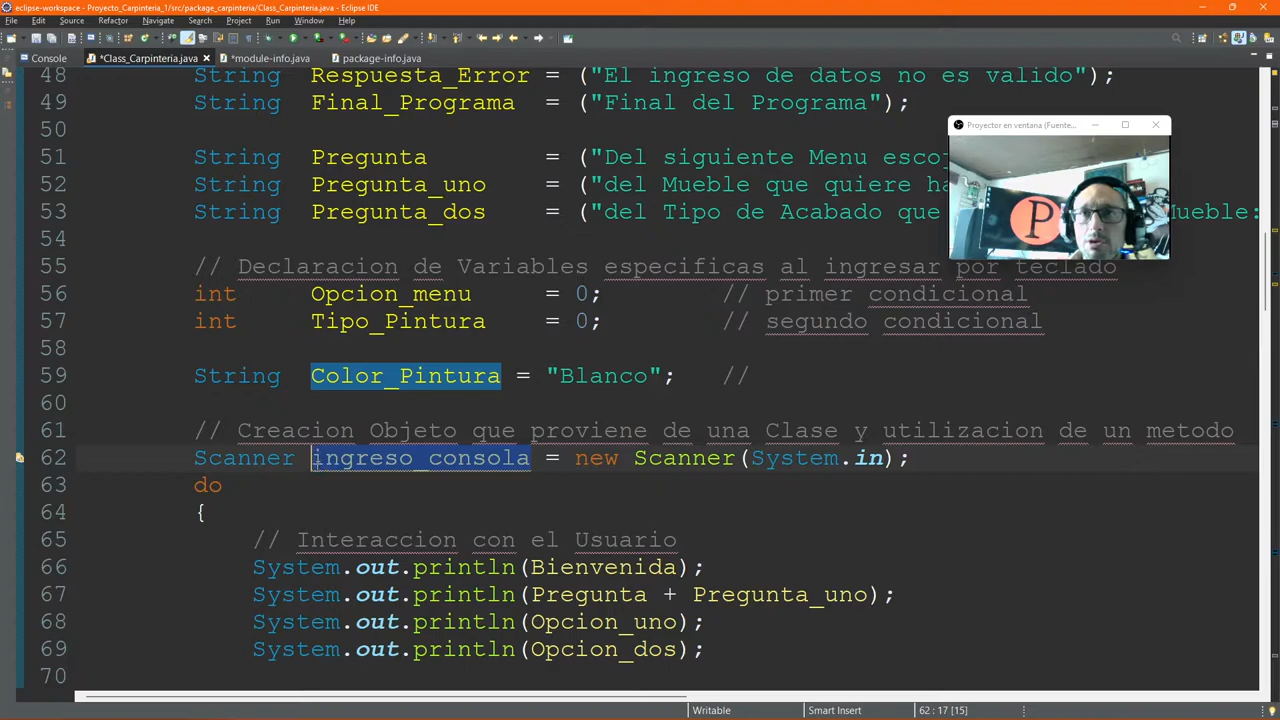 eclipse-workspace - Proyecto_Carpinteria_1/src/package_carpinteria/Class_Carpinteria.java - Eclipse IDE
File Edit Source Refactor Navigate Search Project Run Window Help
Console *Class_Carpinteria.java *module-info.java package-info.java
48 String Respuesta_Error = ("El ingreso de datos no es valido");
49 String Final_Programa = ("Final del Programa");
50
51 String Pregunta = ("Del siguiente Menu
52 String Pregunta_uno = ("del Mueble que quiere
53 String Pregunta_dos = ("del Tipo de Acabado que Mueble:
54
55 // Declaracion de Variables especificas al ingresar por teclado
56 int Opcion_menu = 0; // primer condicional
57 int Tipo_Pintura = 0; // segundo condicional
58
59 String Color_Pintura = "Blanco"; //
60
61 // Creacion Objeto que proviene de una Clase y utilizacion de un metodo
62 Scanner ingreso_consola = new Scanner(System.in);
63 do
64 {
65 // Interaccion con el Usuario
66 System.out.println(Bienvenida);
67 System.out.println(Pregunta + Pregunta_uno);
68 System.out.println(Opcion_uno);
69 System.out.println(Opcion_dos);
70
Proyector en ventana (Fuente...
P
Writable Smart Insert 62 : 17 [15]